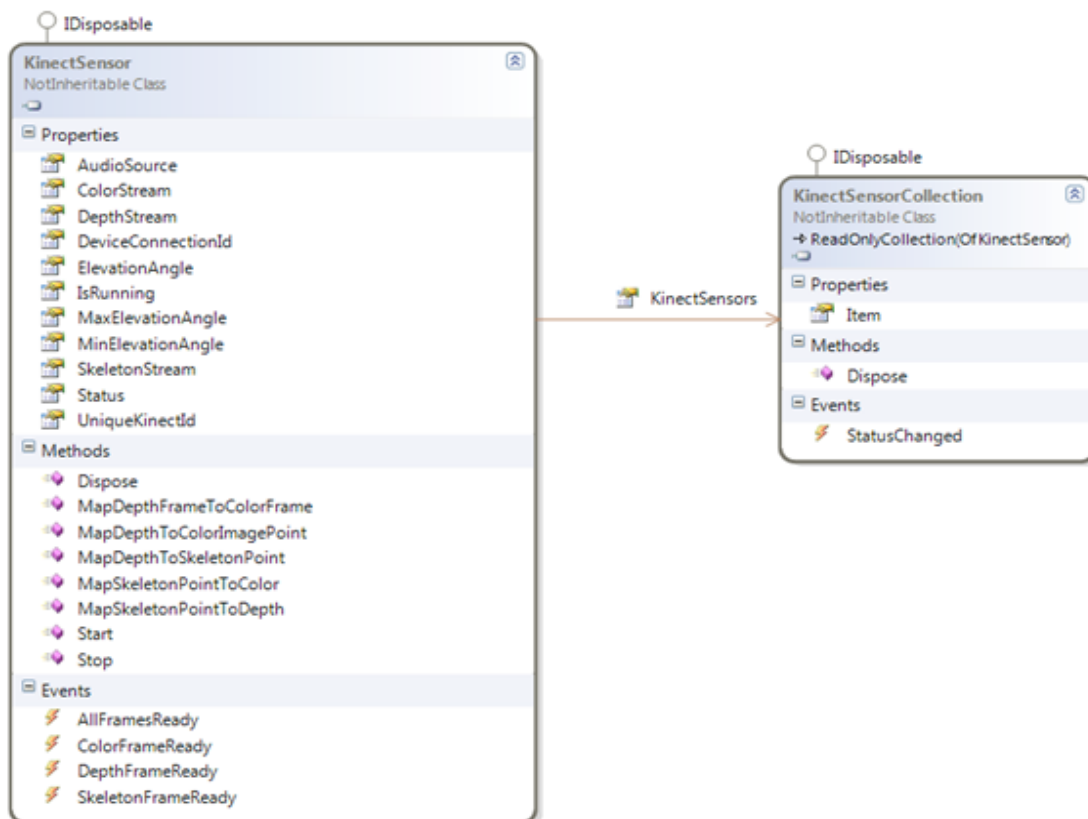 IDisposable
KinectSensor
NotInheritable Class
Properties
AudioSource
ColorStream
DepthStream
DeviceConnectionId
ElevationAngle
IsRunning
MaxElevationAngle
MinElevationAngle
SkeletonStream
Status
UniqueKinectId
Methods
Dispose
MapDepthFrameToColorFrame
MapDepthToColorImagePoint
MapDepthToSkeletonPoint
MapSkeletonPointToColor
MapSkeletonPointToDepth
Start
Stop
Events
AllFramesReady
ColorFrameReady
DepthFrameReady
SkeletonFrameReady
KinectSensors
IDisposable
KinectSensorCollection
NotInheritable Class
ReadOnlyCollection(Of KinectSensor)
Properties
Item
Methods
Dispose
Events
StatusChanged